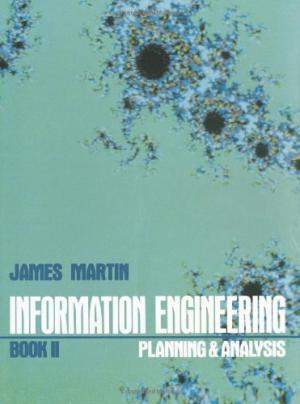 JAMES MARTIN
INFORMATION ENGINEERING
BOOK II PLANNING & ANALYSIS